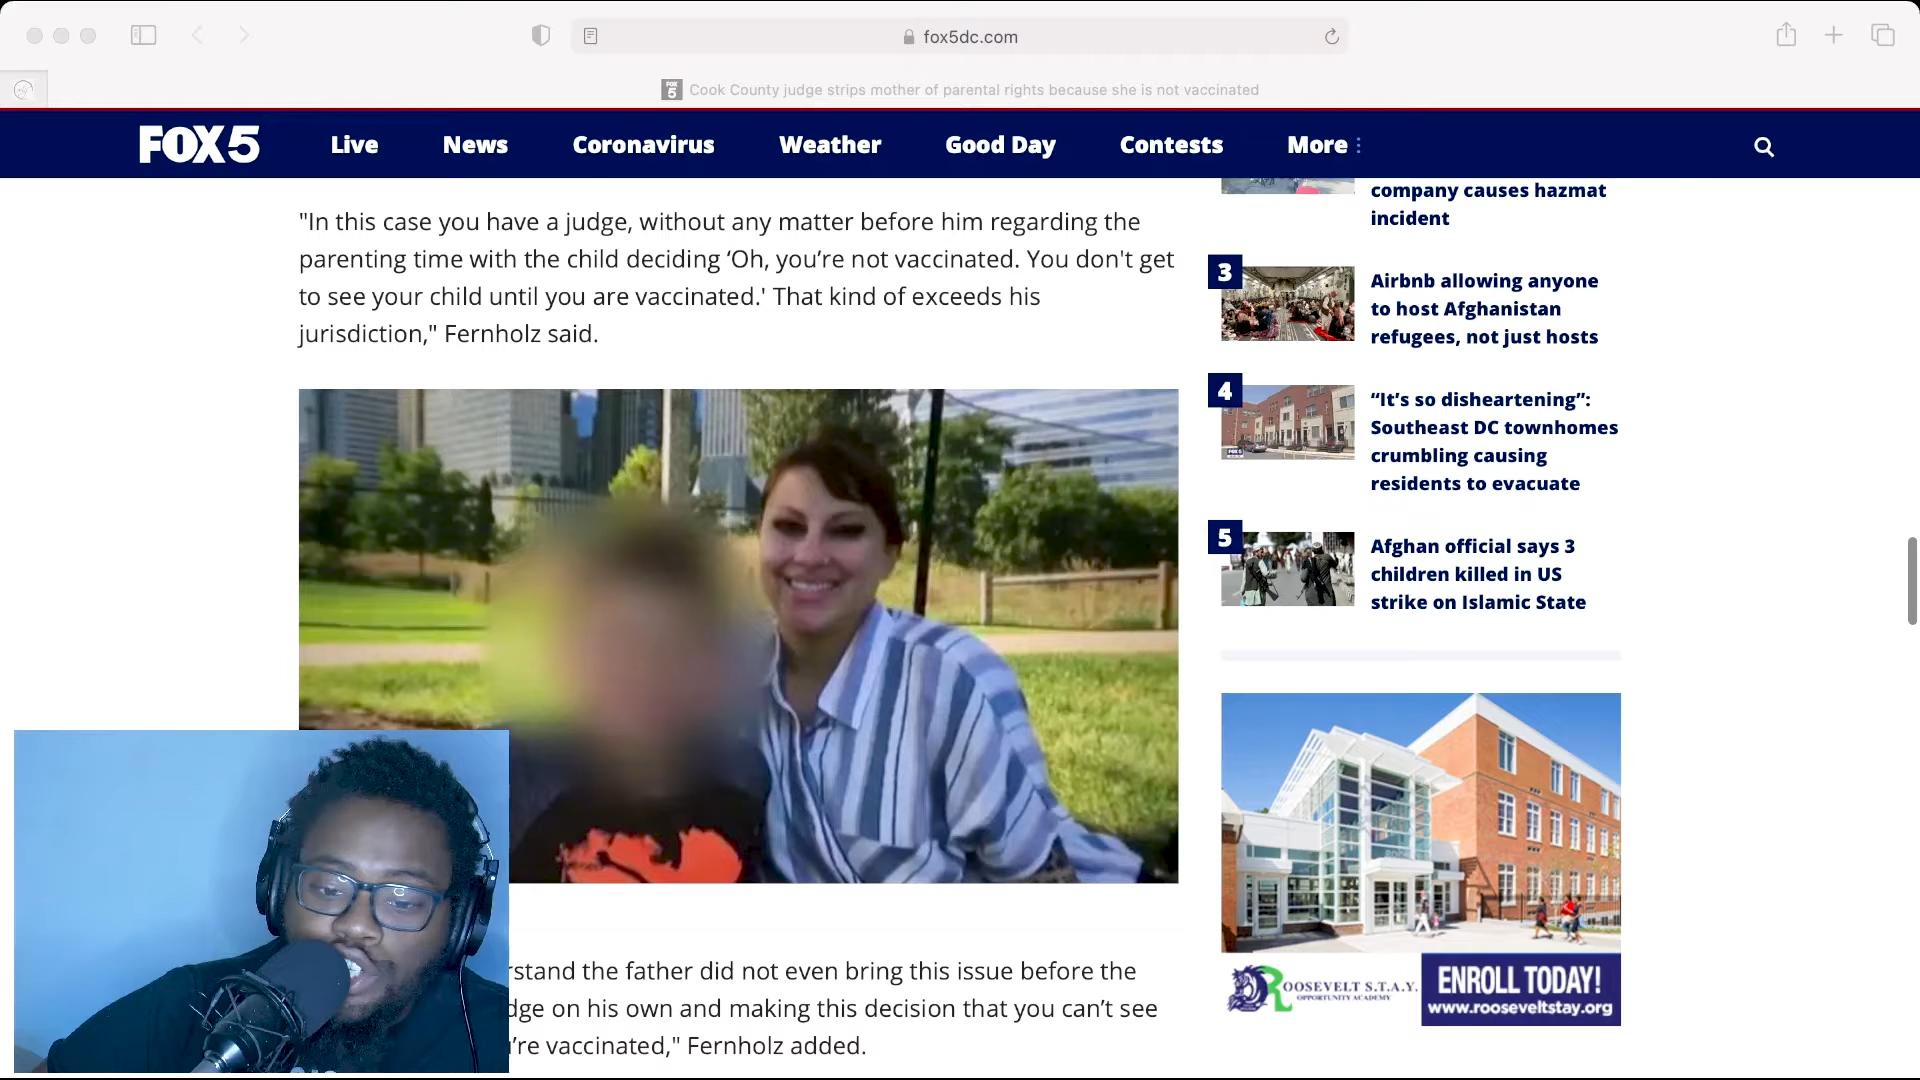 fox5dc.com
FOX 5
Cook County judge strips mother of parental rights because she is not vaccinated
FOX 5
Live
News
Coronavirus
Weather
Good Day
Contests
More
"In this case you have a judge, without any matter before him regarding the
parenting time with the child deciding ‘Oh, you’re not vaccinated. You don't get
to see your child until you are vaccinated.' That kind of exceeds his
jurisdiction," Fernholz said.
rstand the father did not even bring this issue before the
dge on his own and making this decision that you can’t see
’re vaccinated," Fernholz added.
company causes hazmat
incident
3
Airbnb allowing anyone
to host Afghanistan
refugees, not just hosts
4
“It’s so disheartening”:
Southeast DC townhomes
crumbling causing
residents to evacuate
5
Afghan official says 3
children killed in US
strike on Islamic State
ROOSEVELT S.T.A.Y.
OPPORTUNITY ACADEMY
ENROLL TODAY!
www.rooseveltstay.org